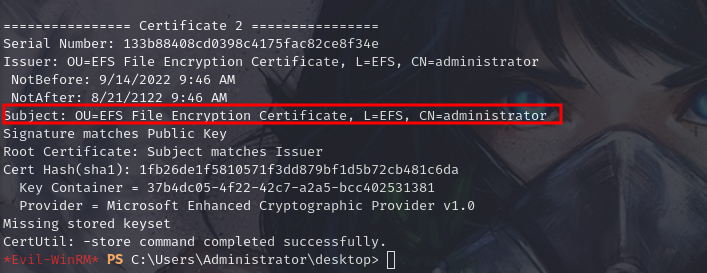 ================ Certificate 2 ================
Serial Number: 133b88408cd0398c4175fac82ce8f34e
Issuer: OU=EFS File Encryption Certificate, L=EFS, CN=administrator
 NotBefore: 9/14/2022 9:46 AM
 NotAfter: 8/21/2122 9:46 AM
Subject: OU=EFS File Encryption Certificate, L=EFS, CN=administrator
Signature matches Public Key
Root Certificate: Subject matches Issuer
Cert Hash(sha1): 1fb26de1f5810571f3dd879bf1d5b72cb481c6da
  Key Container = 37b4dc05-4f22-42c7-a2a5-bcc402531381
  Provider = Microsoft Enhanced Cryptographic Provider v1.0
Missing stored keyset
CertUtil: -store command completed successfully.
*Evil-WinRM* PS C:\Users\Administrator\desktop>